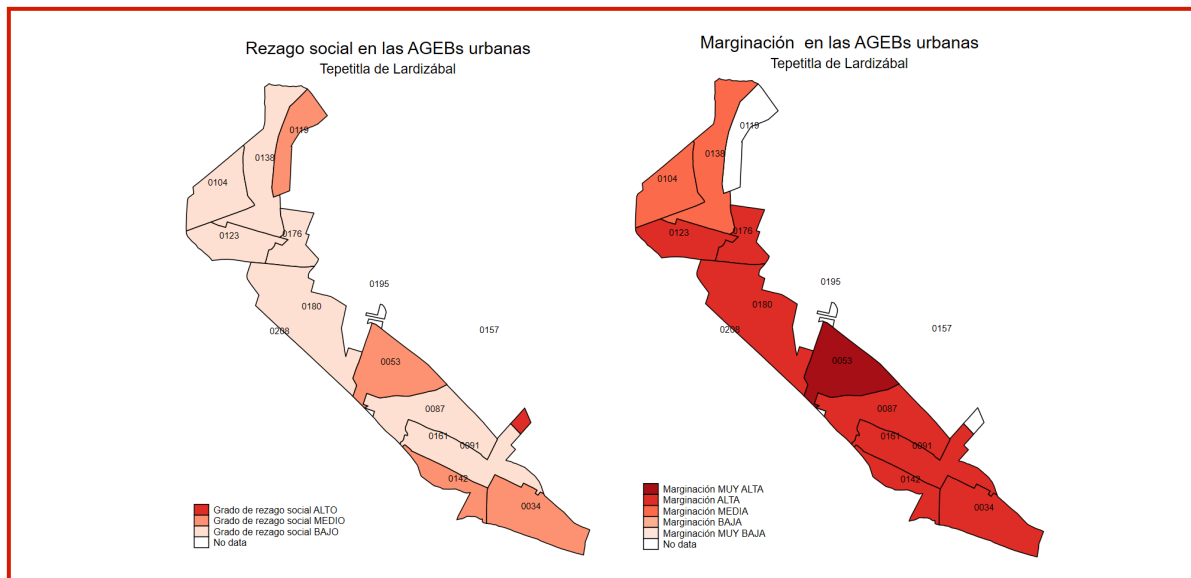 Rezago social en las AGEBs urbanas
Tepetitla de Lardizábal
0119
0138
0104
0123
0176
0195
0180
0208
0157
0053
0087
0161
0091
0142
0034
Grado de rezago social ALTO
Grado de rezago social MEDIO
Grado de rezago social BAJO
No data
Marginación en las AGEBs urbanas
Tepetitla de Lardizábal
0119
0138
0104
0123
0176
0195
0180
0208
0157
0053
0087
0161
0091
0142
0034
Marginación MUY ALTA
Marginación ALTA
Marginación MEDIA
Marginación BAJA
Marginación MUY BAJA
No data